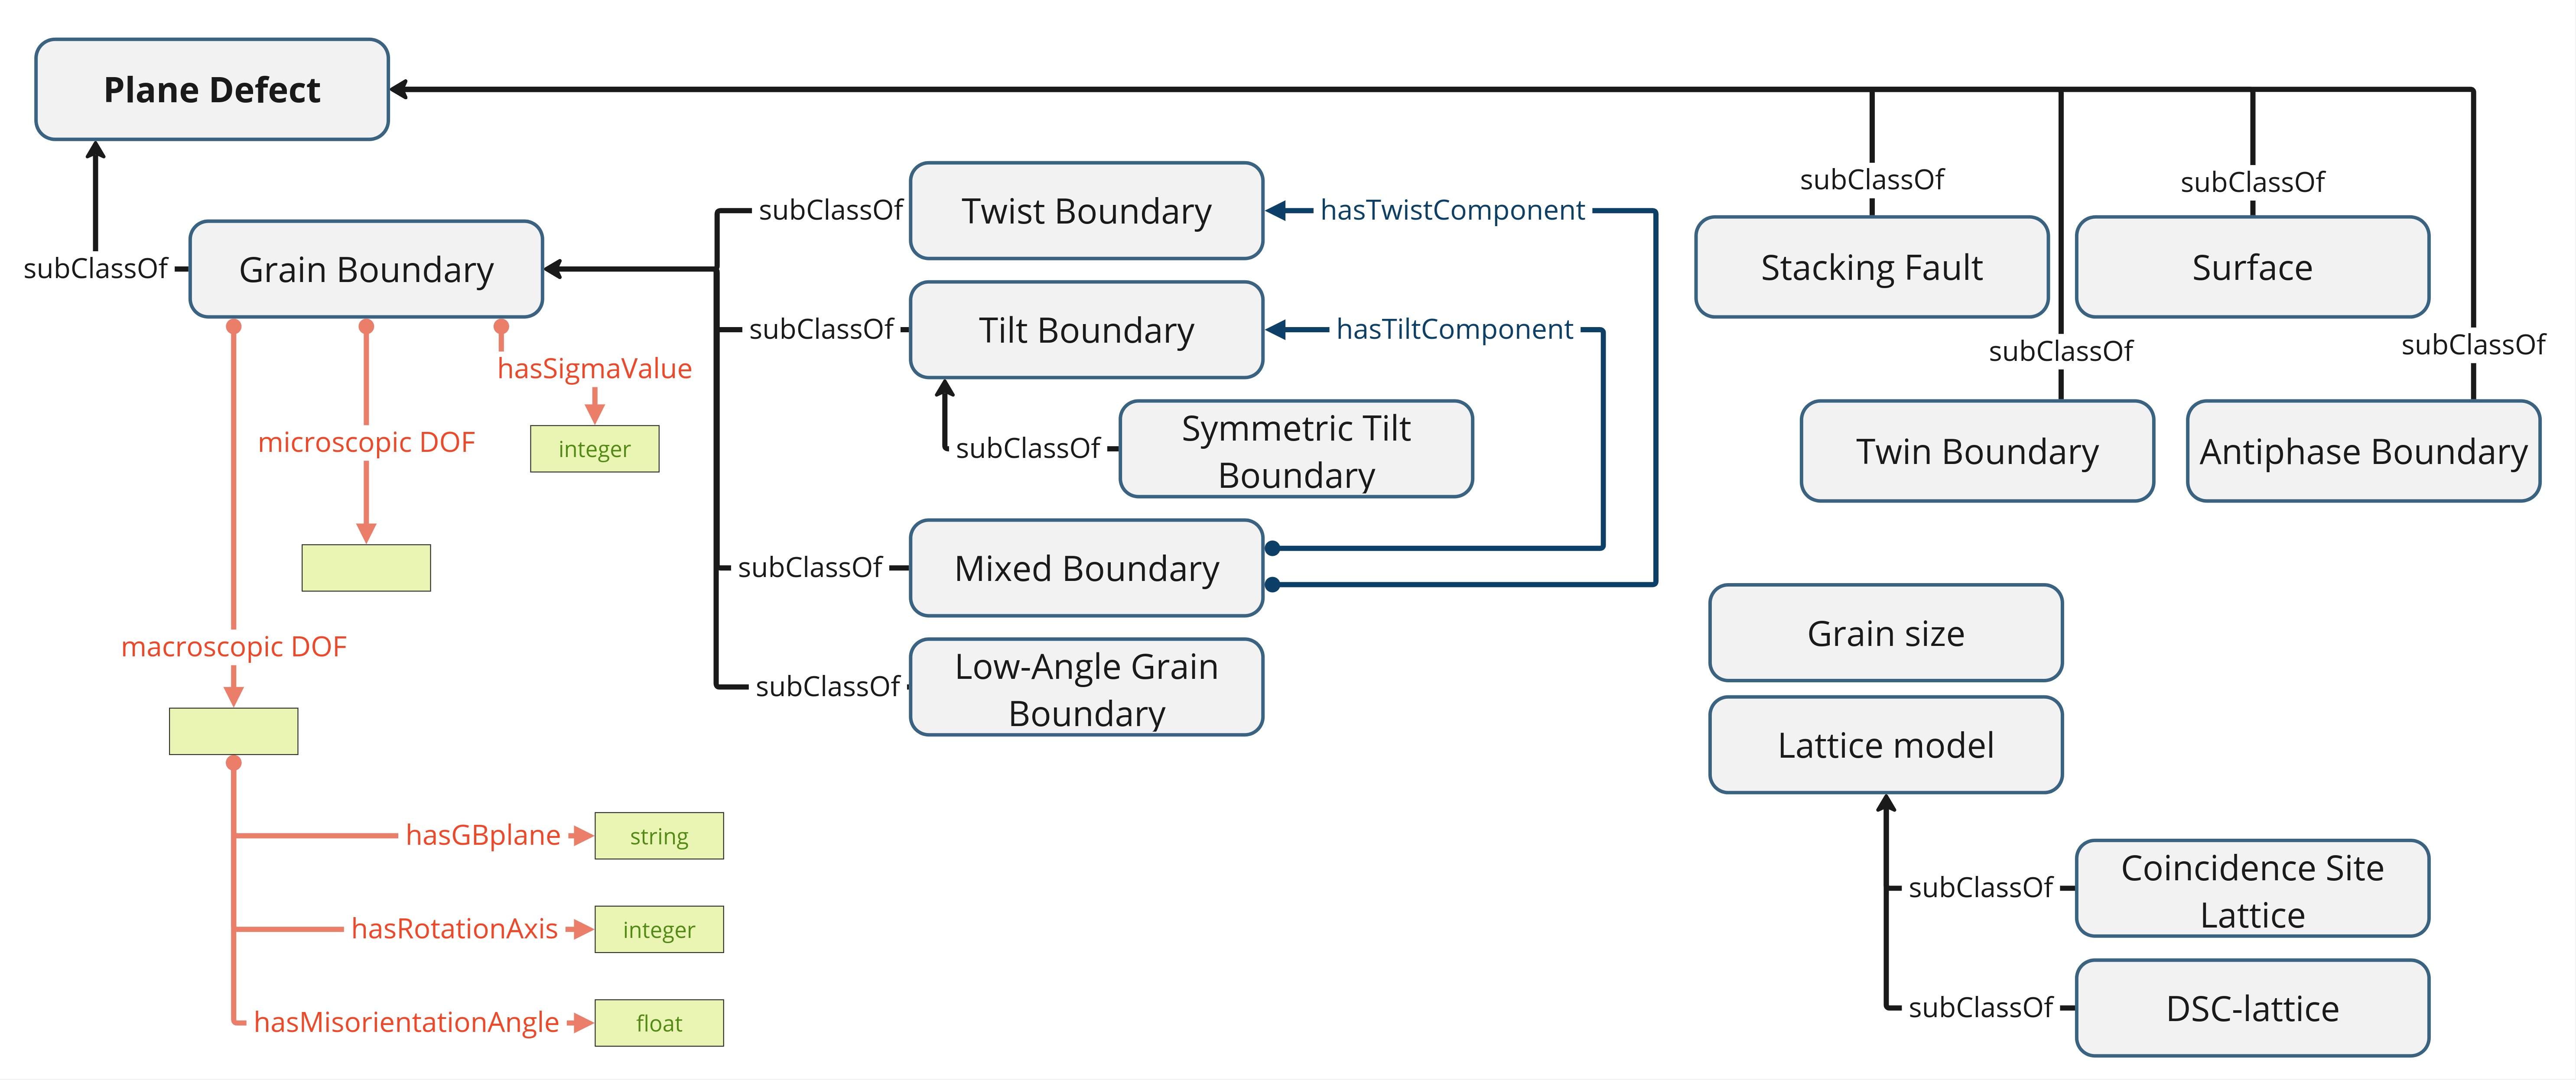 Plane Defect
subClassOf
Grain Boundary
hasSigmaValue
integer
microscopic DOF
macroscopic DOF
hasGBplane
string
hasRotationAxis
integer
hasMisorientationAngle
float
subClassOf
Twist Boundary
hasTwistComponent
subClassOf
Tilt Boundary
hasTiltComponent
subClassOf
Symmetric Tilt
Boundary
subClassOf
Mixed Boundary
subClassOf
Low-Angle Grain
Boundary
subClassOf
Stacking Fault
subClassOf
Surface
subClassOf
Twin Boundary
subClassOf
Antiphase Boundary
Grain size
Lattice model
subClassOf
Coincidence Site
Lattice
subClassOf
DSC-lattice